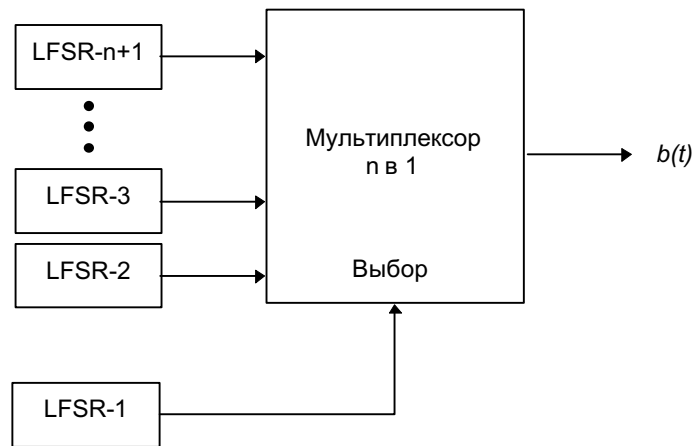 LFSR-n+1
LFSR-3
LFSR-2
LFSR-1
Мультиплексор
n в 1
Выбор
b(t)